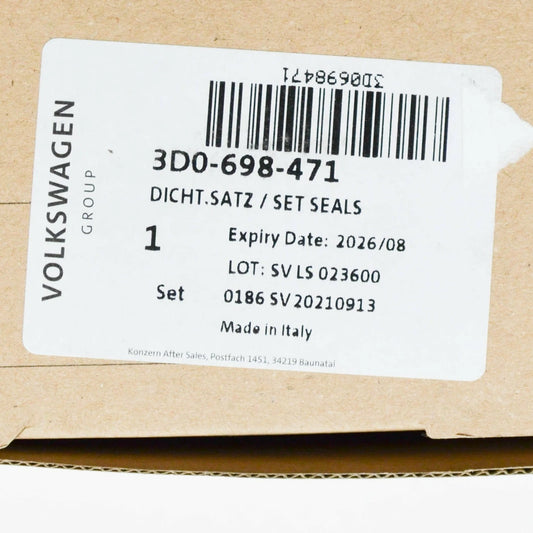 VOLKSWAGEN
GROUP
3D0698471
3D0-698-471
DICHT.SATZ / SET SEALS
1 Expiry Date: 2026/08
LOT: SV LS 023600
Set 0186 SV 20210913
Made in Italy
Konzern After Sales, Postfach 1451, 34219 Baunatal